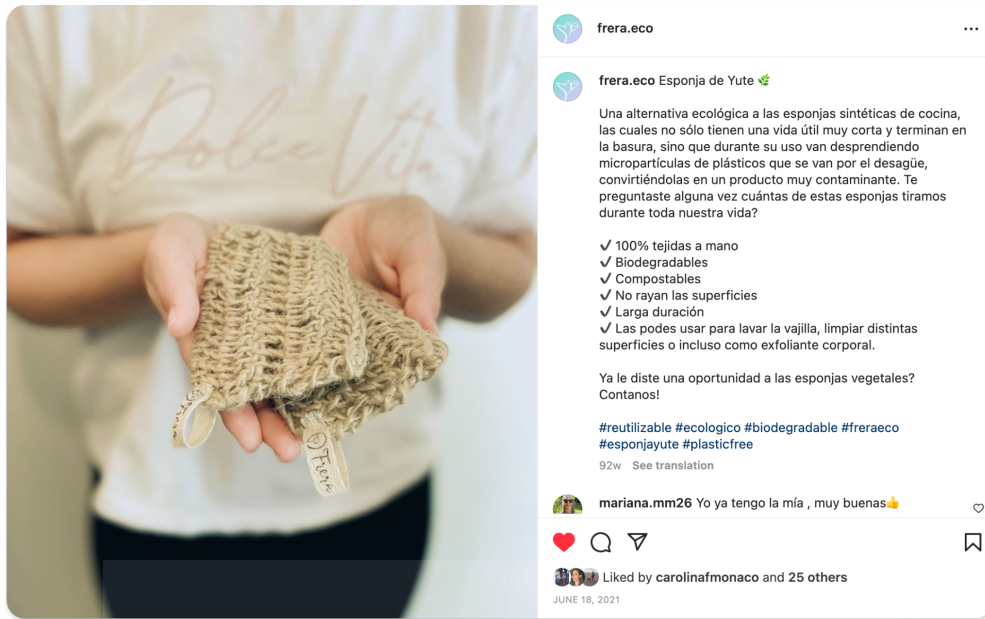 Dolce Vita
Frera
Frera
frera.eco
frera.eco Esponja de Yute
Una alternativa ecológica a las esponjas sintéticas de cocina,
las cuales no sólo tienen una vida útil muy corta y terminan en
la basura, sino que durante su uso van desprendiendo
micropartículas de plásticos que se van por el desagüe,
convirtiéndolas en un producto muy contaminante. Te
preguntaste alguna vez cuántas de estas esponjas tiramos
durante toda nuestra vida?
✓ 100% tejidas a mano
✓ Biodegradables
✓ Compostables
✓ No rayan las superficies
✓ Larga duración
✓ Las podes usar para lavar la vajilla, limpiar distintas
superficies o incluso como exfoliante corporal.
Ya le diste una oportunidad a las esponjas vegetales?
Contanos!
#reutilizable #ecologico #biodegradable #freraeco
#esponjayute #plasticfree
92w See translation
mariana.mm26 Yo ya tengo la mía , muy buenas👍
Liked by carolinafmonaco and 25 others
JUNE 18, 2021